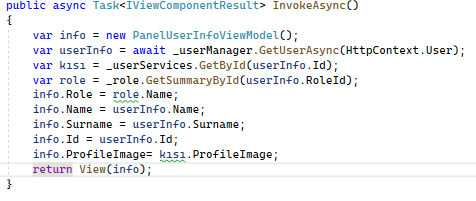 public async Task<IViewComponentResult> InvokeAsync()
{
var info = new PanelUserInfoViewModel();
var userInfo = await _userManager.GetUserAsync(HttpContext.User);
var kısı = _userServices.GetById(userInfo.Id);
var role = _role.GetSummaryById(userInfo.RoleId);
info.Role = role.Name;
info.Name = userInfo.Name;
info.Surname = userInfo.Surname;
info.Id = userInfo.Id;
info.ProfileImage= kısı.ProfileImage;
return View(info);
}